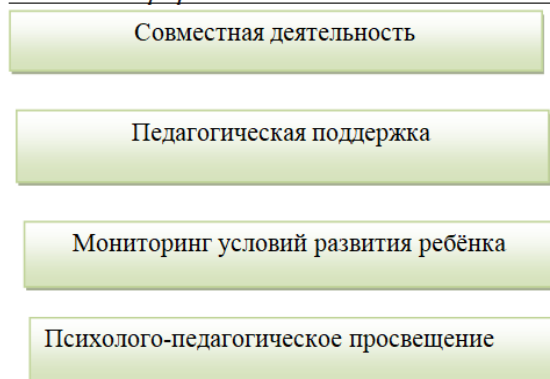 Совместная деятельность
Педагогическая поддержка
Мониторинг условий развития ребёнка
Психолого-педагогическое просвещение